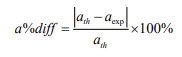 a%diff = |a_th − a_exp| / a_th × 100%